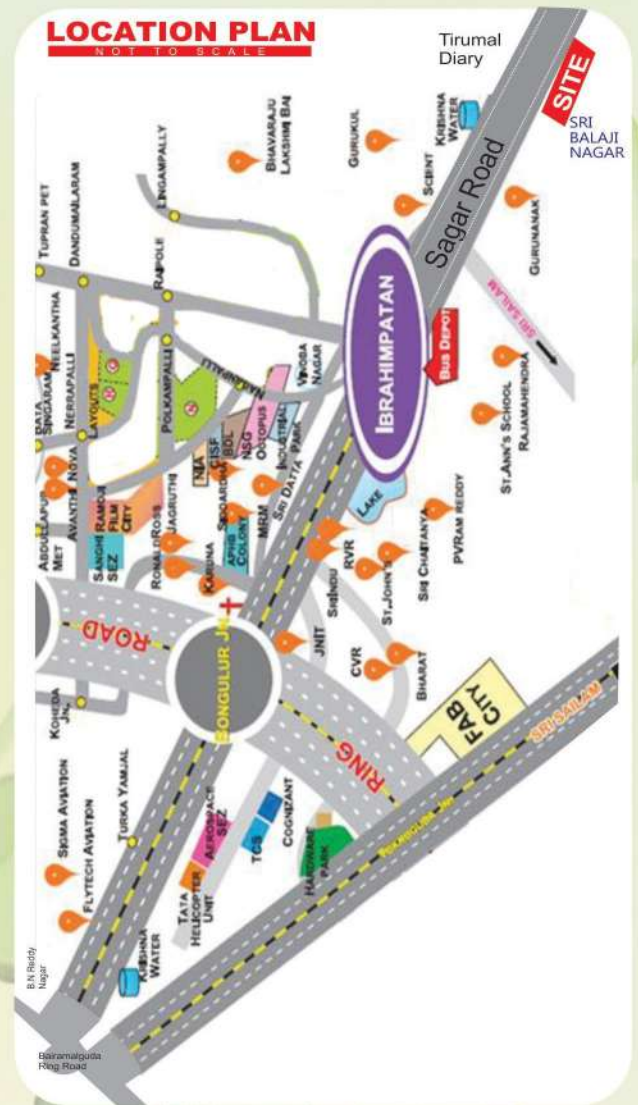 LOCATION PLAN
NOT TO SCALE
Tirumal
Diary
SITE
SRI
BALAJI
NAGAR
KRISHNA
WATER
GURUKUL
SCIENT
BHAVARAJU
LAKSHMI BAI
LINGAMPALLY
TUPRAN PET
DANDUMAILARAM
RAIPOLE
Sagar Road
GURUNANAK
SRI SAILAM
IBRAHIMPATAN
BUS DEPOT
ST.ANN'S SCHOOL
RAJAMAHENDRA
NEELKANTHA
SINGARAM
NERRAPALLI
LAYOUTS
POLKAMPALLI
VINOBA
NAGAR
NIA
CISF
BDL
NSG
OCTOPUS
INDUSTRIAL
PARK
SRI DATTA
MRM
ABDULLAPUR
MET
AVANTHI
NOVA
SANGHI
SEZ
RAMOJI
FILM
CITY
JAGRUTHI
RONALDROSS
KARUNA
APHB
COLONY
LAKE
PVRAM REDDY
SRI CHAITANYA
ST.JOHN'S
RVR
SRI INDU
JNIT
CVR
BHARAT
ROAD
BONGULUR JN.
RING
KOHEDA
JN.
FAB
CITY
SRI SAILAM
SIGMA AVIATION
FLYTECH AVIATION
TURKA YAMJAL
AEROSPACE
SEZ
TATA
HELICOPTER
UNIT
TCS
COGNIZANT
HARDWARE
PARK
KRISHNA
WATER
B.N Reddy
Nagar
Bairamalguda
Ring Road